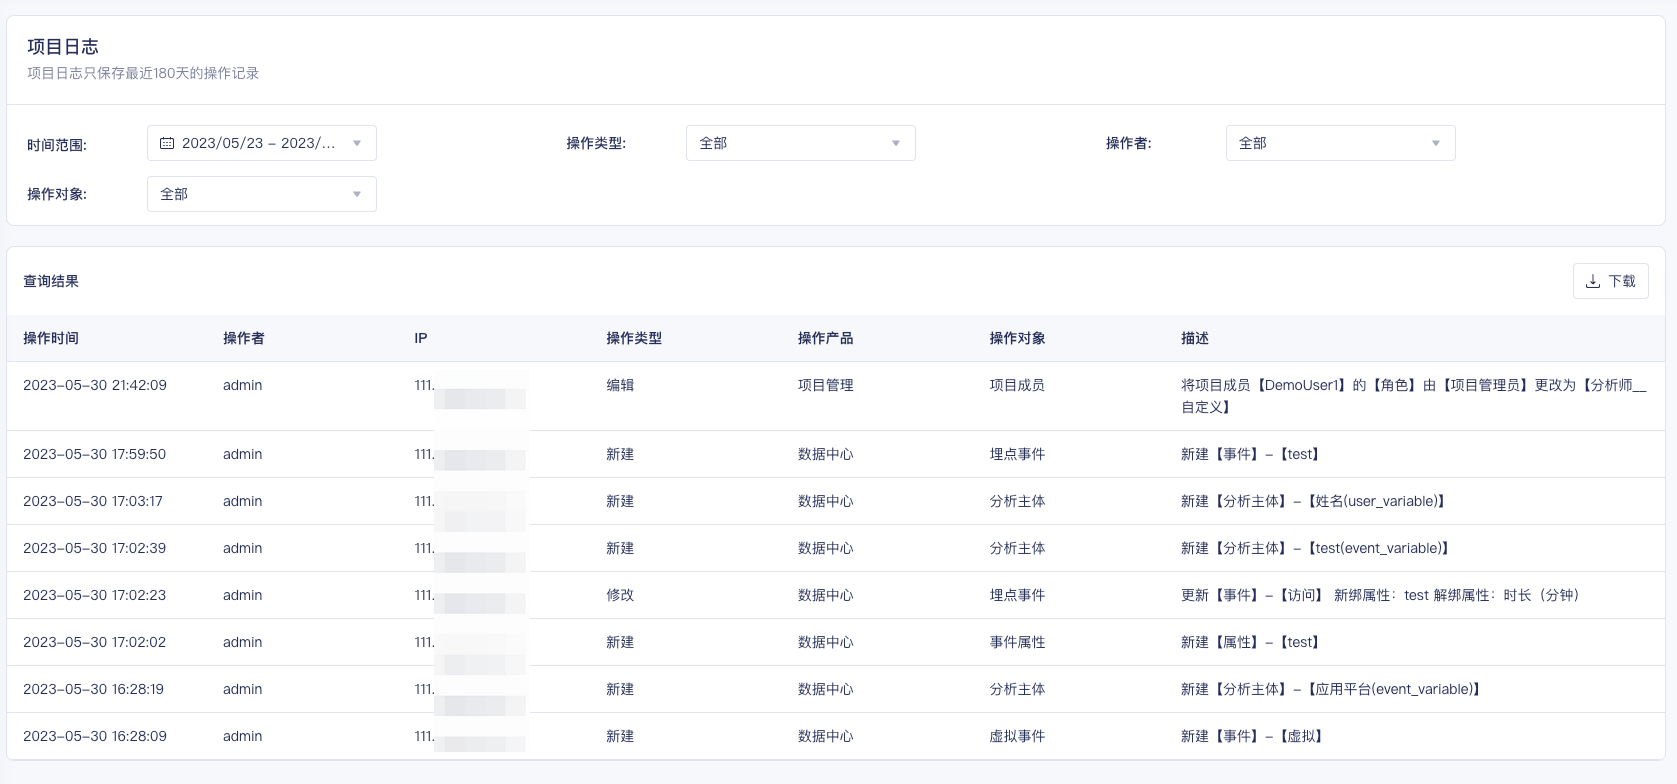 项目日志
项目日志只保存最近180天的操作记录
时间范围: 2023/05/23 – 2023/... 操作类型: 全部 操作者: 全部
操作对象: 全部
查询结果 下载
操作时间 操作者 IP 操作类型 操作产品 操作对象 描述
2023–05–30 21:42:09 admin 111. 编辑 项目管理 项目成员 将项目成员【DemoUser1】的【角色】由【项目管理员】更改为【分析师__
自定义】
2023–05–30 17:59:50 admin 111. 新建 数据中心 埋点事件 新建【事件】–【test】
2023–05–30 17:03:17 admin 111. 新建 数据中心 分析主体 新建【分析主体】–【姓名(user_variable)】
2023–05–30 17:02:39 admin 111. 新建 数据中心 分析主体 新建【分析主体】–【test(event_variable)】
2023–05–30 17:02:23 admin 111. 修改 数据中心 埋点事件 更新【事件】–【访问】 新绑属性：test 解绑属性：时长（分钟）
2023–05–30 17:02:02 admin 111. 新建 数据中心 事件属性 新建【属性】–【test】
2023–05–30 16:28:19 admin 111. 新建 数据中心 分析主体 新建【分析主体】–【应用平台(event_variable)】
2023–05–30 16:28:09 admin 111. 新建 数据中心 虚拟事件 新建【事件】–【虚拟】